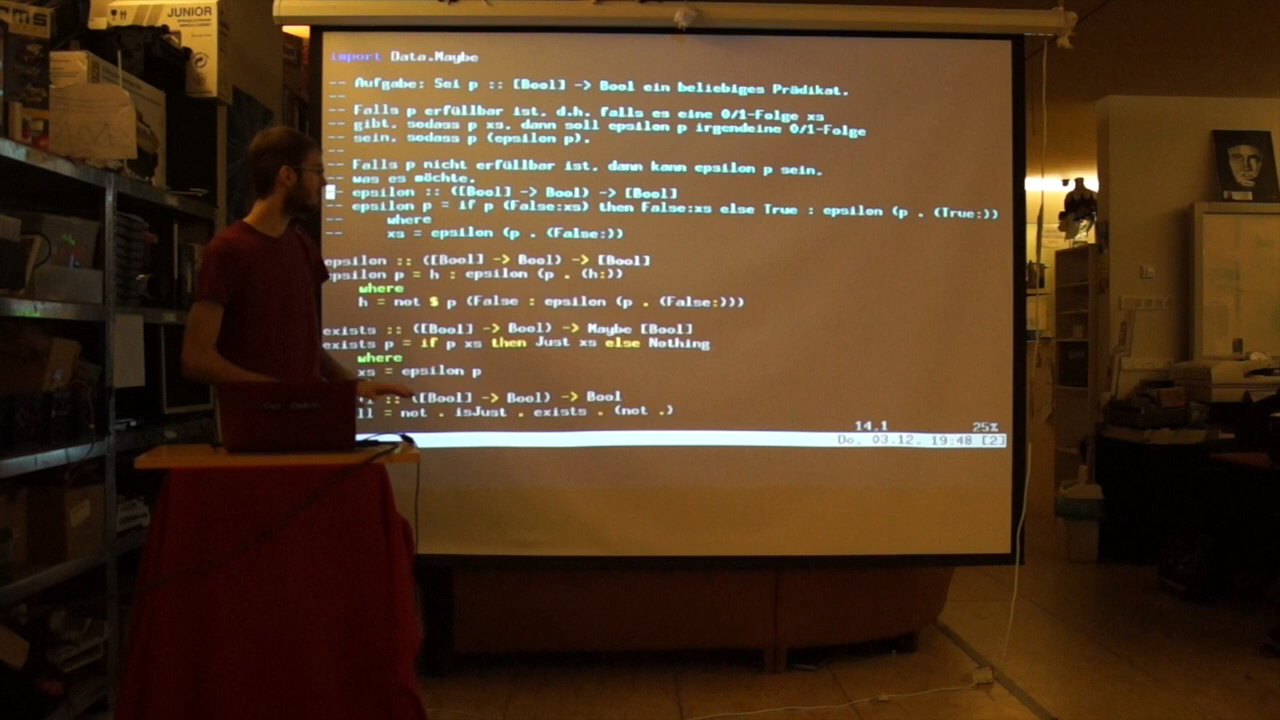 JUNIOR
import Data.Maybe
-- Aufgabe: Sei p :: [Bool] -> Bool ein beliebiges Prädikat.
--
-- Falls p erfüllbar ist, d.h. falls es eine 0/1-Folge xs
-- gibt, sodass p xs, dann soll epsilon p irgendeine 0/1-Folge
-- sein, sodass p (epsilon p).
--
-- Falls p nicht erfüllbar ist, dann kann epsilon p sein,
-- was es möchte.
- epsilon :: ([Bool] -> Bool) -> [Bool]
-- epsilon p = if p (False:xs) then False:xs else True : epsilon (p . (True:))
-- where
-- xs = epsilon (p . (False:))
epsilon :: ([Bool] -> Bool) -> [Bool]
epsilon p = h : epsilon (p . (h:))
where
h = not $ p (False : epsilon (p . (False:)))
exists :: ([Bool] -> Bool) -> Maybe [Bool]
exists p = if p xs then Just xs else Nothing
where
xs = epsilon p
:: ([Bool] -> Bool) -> Bool
ll = not . isJust . exists . (not .)
14,1 25%
Do, 03.12. 19:48 [2]